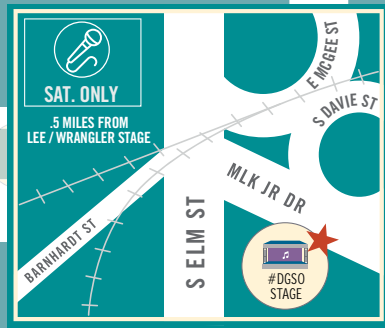 SAT. ONLY
.5 MILES FROM
LEE / WRANGLER STAGE
E MCGEE ST
S DAVIE ST
MLK JR DR
BARNHARDT ST
S ELM ST
#DGSO
STAGE